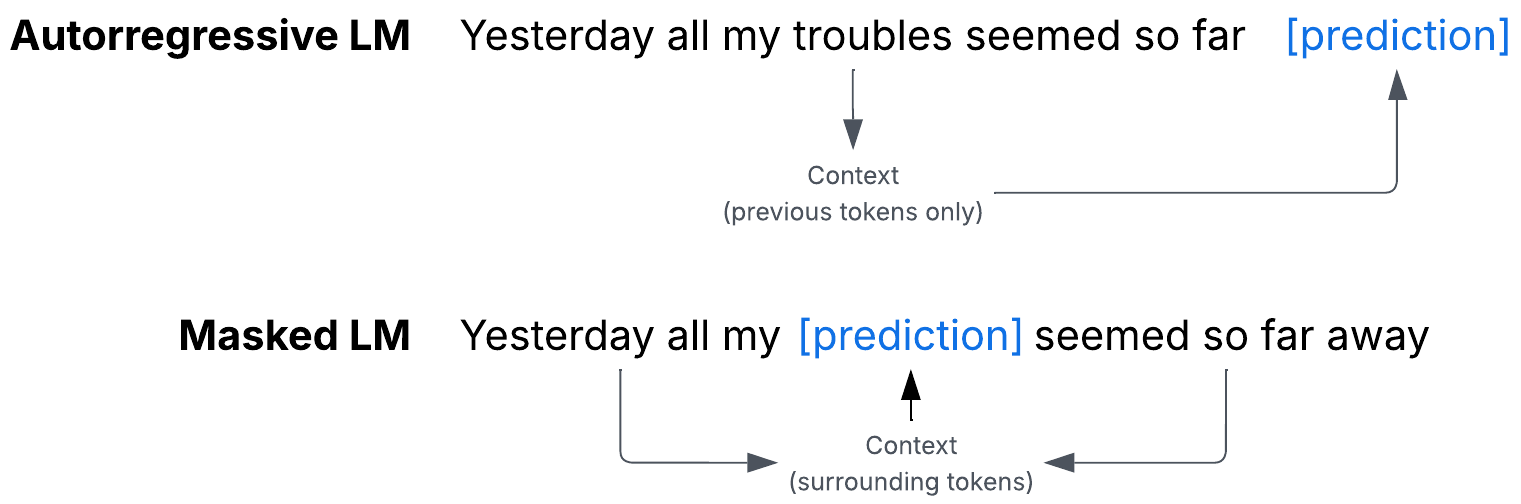 Autorregressive LM Yesterday all my troubles seemed so far [prediction]
Context
(previous tokens only)
Masked LM Yesterday all my [prediction] seemed so far away
Context
(surrounding tokens)